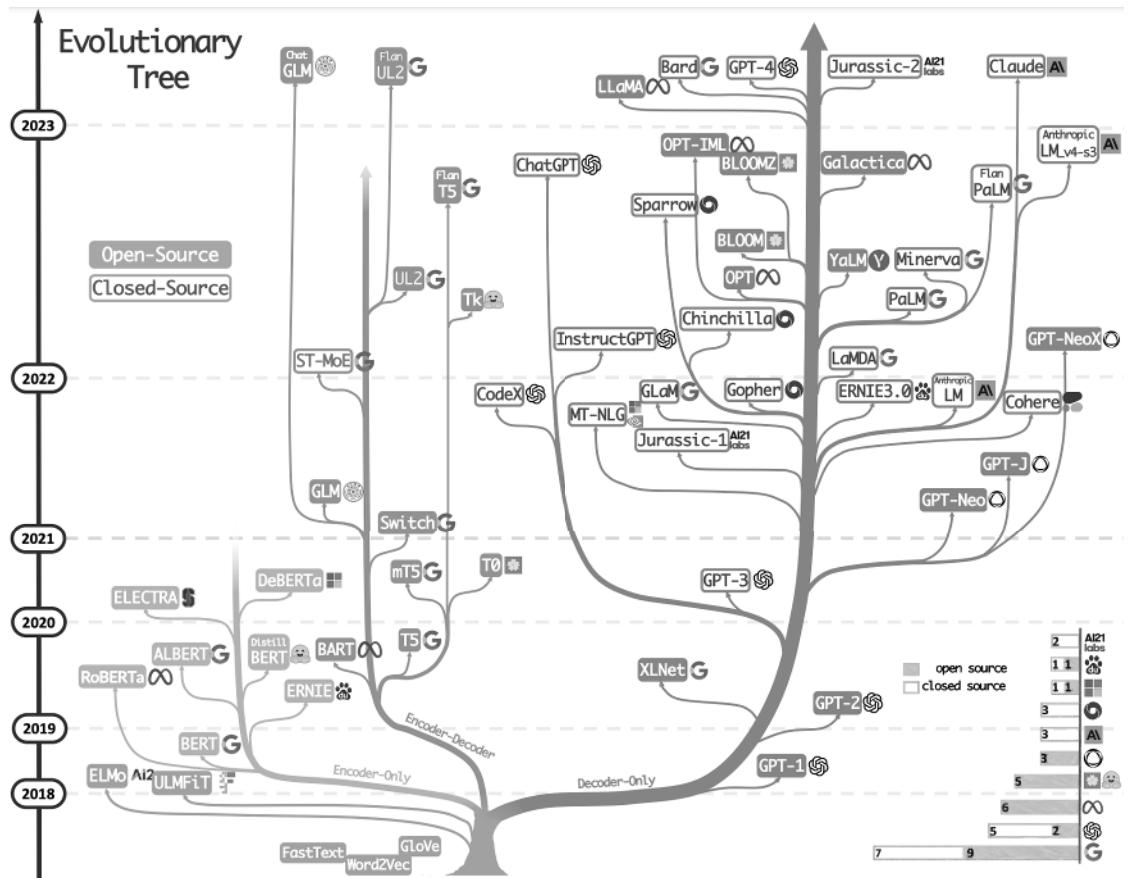 Evolutionary
Tree
2023
2022
2021
2020
2019
2018
Open-Source
Closed-Source
Chat
GLM
Flan
UL2
Flan
T5
UL2
Tk
ST-MoE
GLM
Switch
mT5
T0
T5
BART
Encoder-Decoder
ELECTRA
DeBERTa
ALBERT
Distill
BERT
RoBERTa
ERNIE
BERT
ELMo
Ai2
ULMFiT
Encoder-Only
FastText
Word2Vec
GloVe
Decoder-Only
LLaMA
Bard
GPT-4
Jurassic-2
AI21
labs
Claude
A\
ChatGPT
OPT-IML
BLOOMZ
Galactica
Anthropic
LM_v4-s3
A\
Flan
PaLM
Sparrow
BLOOM
OPT
YaLM
Y
Minerva
PaLM
Chinchilla
InstructGPT
LaMDA
GPT-NeoX
CodeX
GLaM
Gopher
ERNIE3.0
Anthropic
LM
A\
Cohere
MT-NLG
Jurassic-1
AI21
labs
GPT-J
GPT-Neo
GPT-3
XLNet
GPT-2
GPT-1
open source
closed source
2
AI21
labs
1 1
1 1
3
3
A\
3
5
6
5 2
7 9